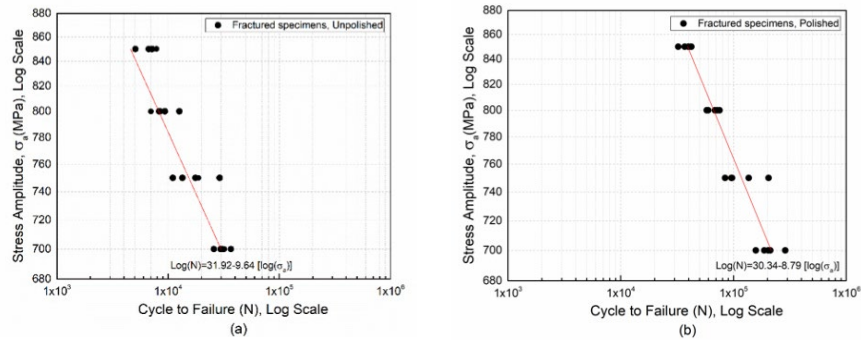 Fractured specimens, Unpolished
Stress Amplitude, σₐ(MPa), Log Scale
860
840
820
800
780
760
740
720
700
680
Log(N)=31.92-9.64 [log(σₐ)]
1x10³
1x10⁴
1x10⁵
1x10⁶
Cycle to Failure (N), Log Scale
(a)
Fractured specimens, Polished
Stress Amplitude, σₐ(MPa), Log Scale
860
840
820
800
780
760
740
720
700
680
Log(N)=30.34-8.79 [log(σₐ)]
1x10³
1x10⁴
1x10⁵
1x10⁶
Cycle to Failure (N), Log Scale
(b)